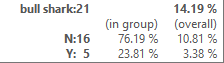 bull shark:21 14.19 %
(in group) (overall)
N:16 76.19 % 10.81 %
Y: 5 23.81 % 3.38 %